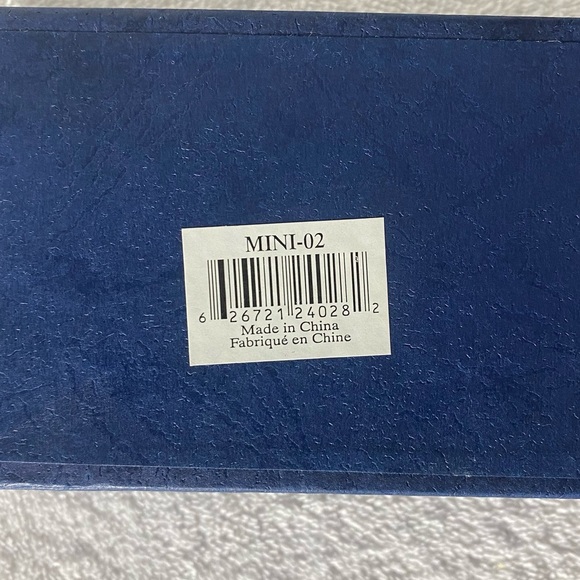 MINI-02
6 26721 24028 2
Made in China
Fabriqué en Chine